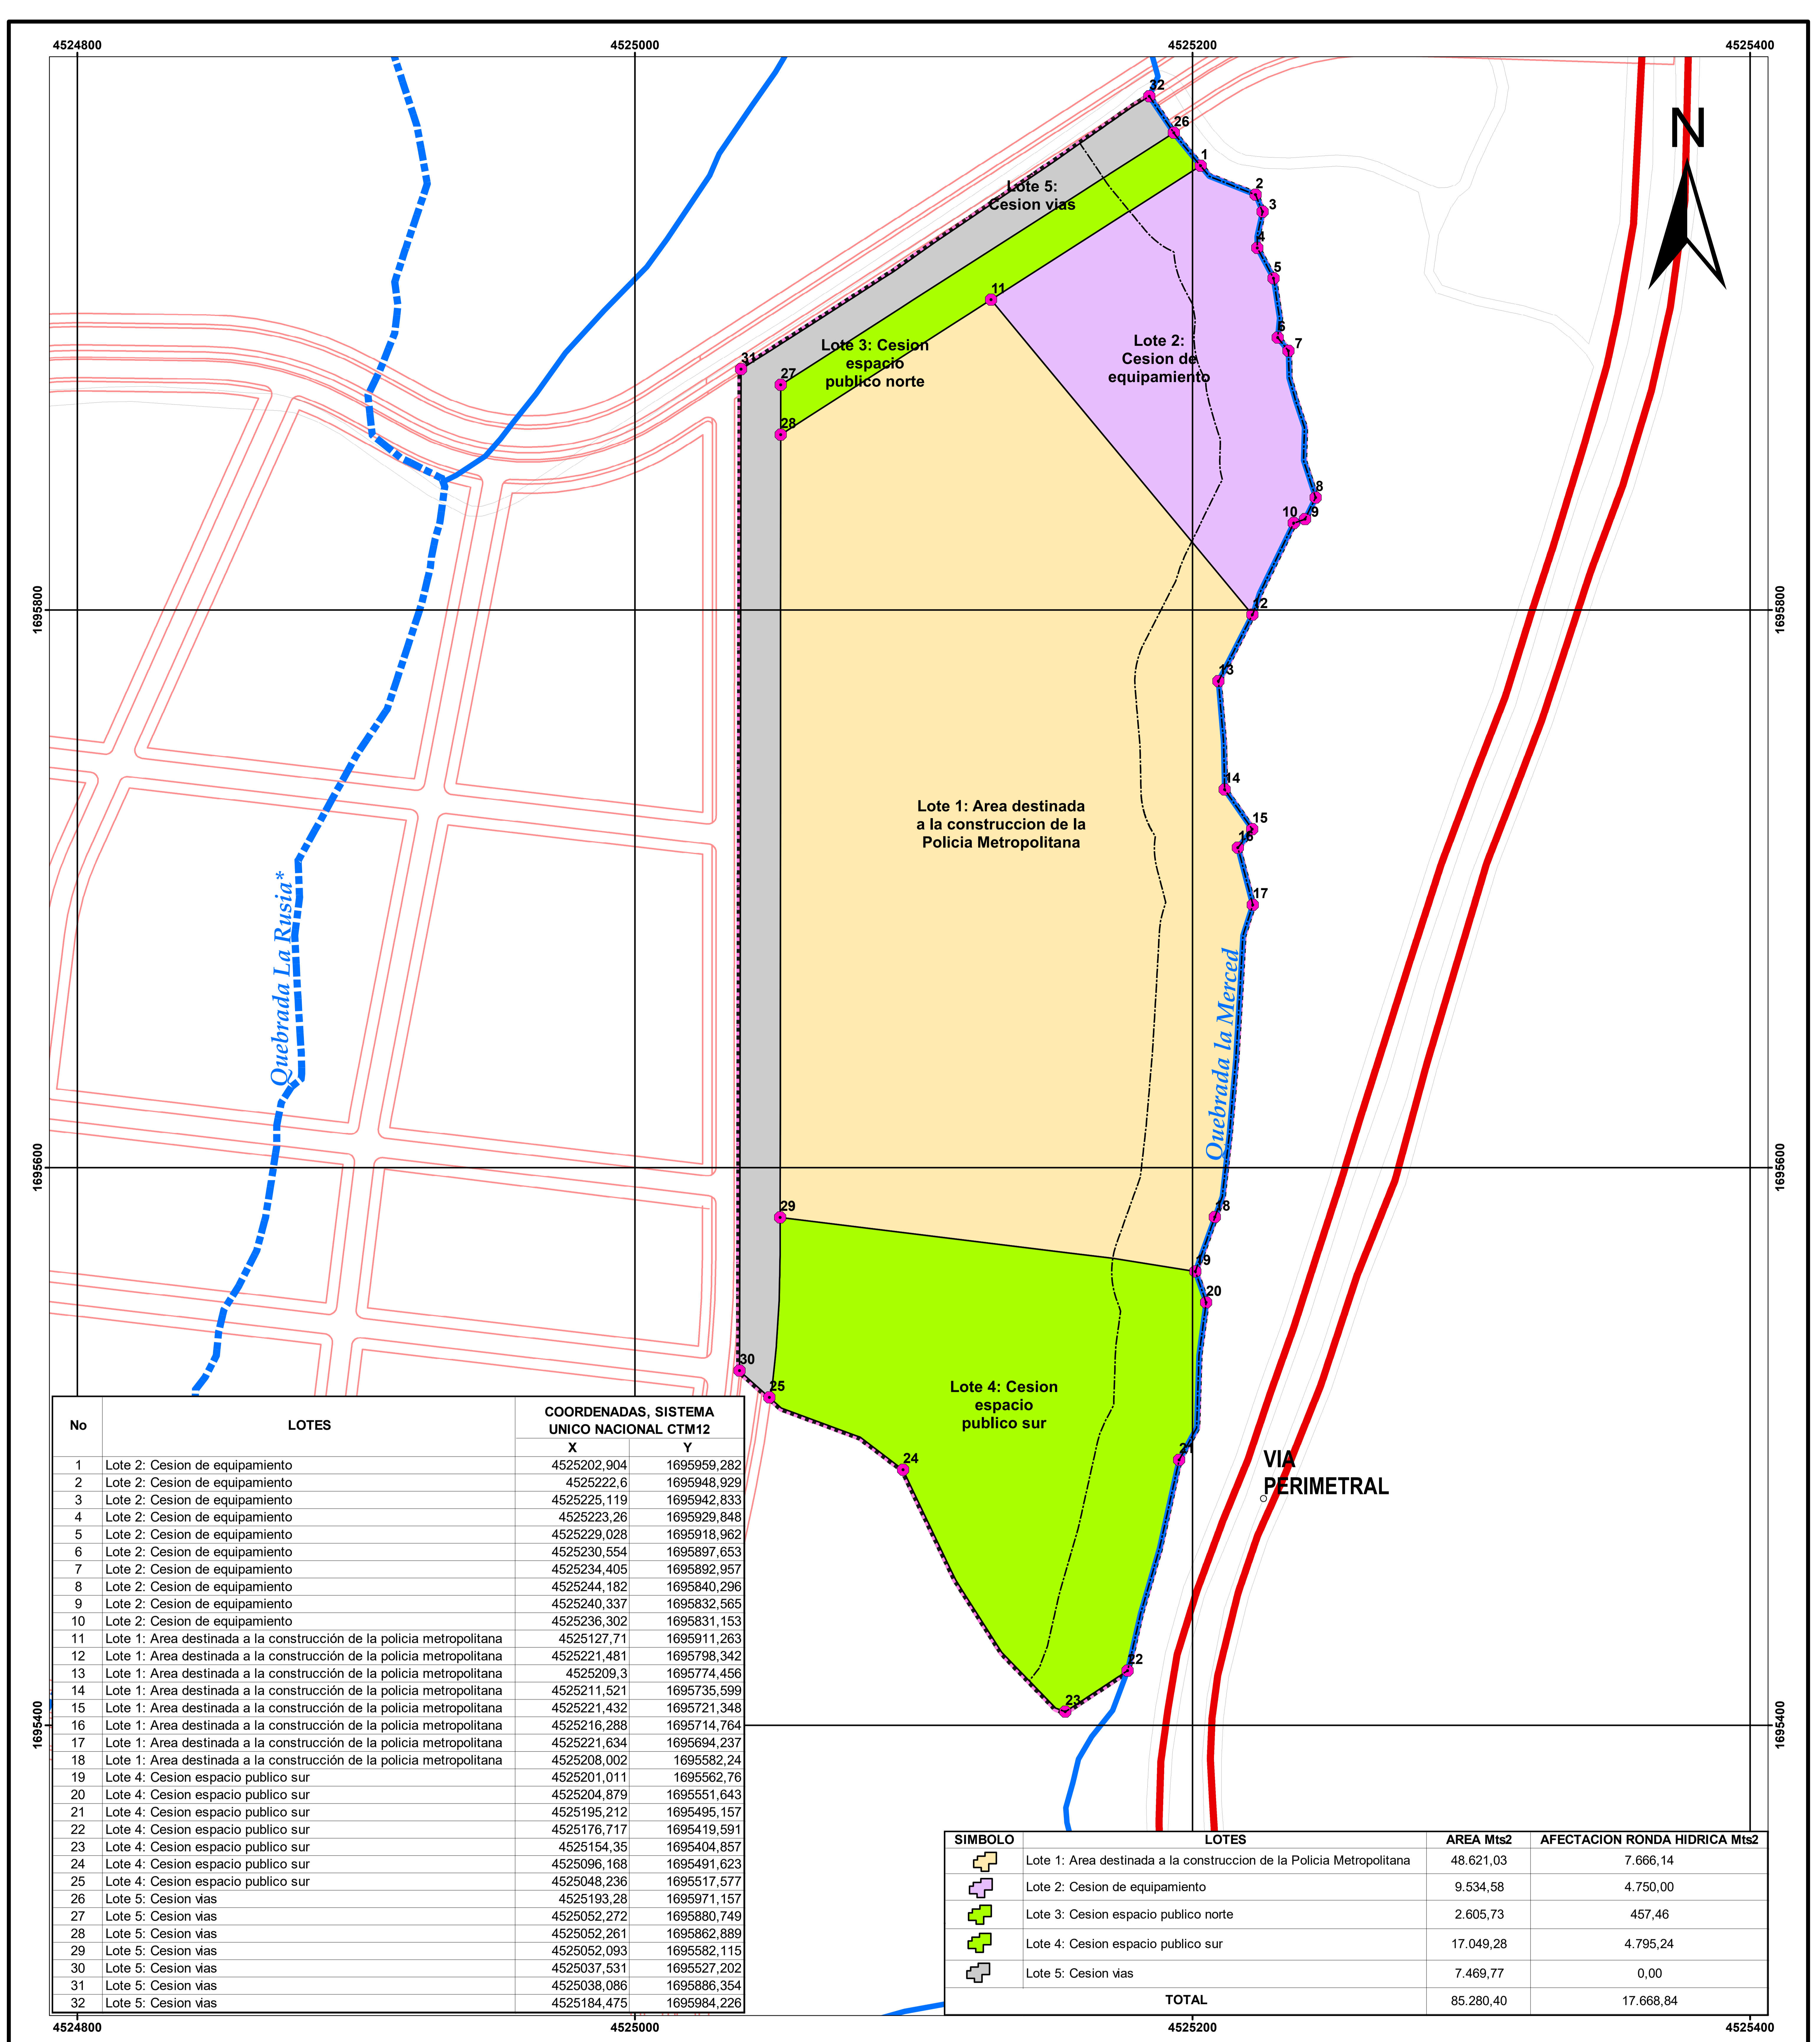 4524800 4525000 4525200 4525400
N
32
26
1
2
3
4
5
6
7
8
9
10
11
Lote 5:
Cesion vias
Lote 3: Cesion
espacio
publico norte
Lote 2:
Cesion de
equipamiento
31
27
28
1695800 1695800
12
13
14
15
16
17
Lote 1: Area destinada
a la construccion de la
Policia Metropolitana
Quebrada La Rusia*
Quebrada la Merced
1695600 1695600
29
18
19
20
30
25
Lote 4: Cesion
espacio
publico sur
24
21
VIA
PERIMETRAL
22
23
1695400 1695400
No LOTES COORDENADAS, SISTEMA
UNICO NACIONAL CTM12
X Y
1 Lote 2: Cesion de equipamiento 4525202,904 1695959,282
2 Lote 2: Cesion de equipamiento 4525222,6 1695948,929
3 Lote 2: Cesion de equipamiento 4525225,119 1695942,833
4 Lote 2: Cesion de equipamiento 4525223,26 1695929,848
5 Lote 2: Cesion de equipamiento 4525229,028 1695918,962
6 Lote 2: Cesion de equipamiento 4525230,554 1695897,653
7 Lote 2: Cesion de equipamiento 4525234,405 1695892,957
8 Lote 2: Cesion de equipamiento 4525244,182 1695840,296
9 Lote 2: Cesion de equipamiento 4525240,337 1695832,565
10 Lote 2: Cesion de equipamiento 4525236,302 1695831,153
11 Lote 1: Area destinada a la construcción de la policia metropolitana 4525127,71 1695911,263
12 Lote 1: Area destinada a la construcción de la policia metropolitana 4525221,481 1695798,342
13 Lote 1: Area destinada a la construcción de la policia metropolitana 4525209,3 1695774,456
14 Lote 1: Area destinada a la construcción de la policia metropolitana 4525211,521 1695735,599
15 Lote 1: Area destinada a la construcción de la policia metropolitana 4525221,432 1695721,348
16 Lote 1: Area destinada a la construcción de la policia metropolitana 4525216,288 1695714,764
17 Lote 1: Area destinada a la construcción de la policia metropolitana 4525221,634 1695694,237
18 Lote 1: Area destinada a la construcción de la policia metropolitana 4525208,002 1695582,24
19 Lote 4: Cesion espacio publico sur 4525201,011 1695562,76
20 Lote 4: Cesion espacio publico sur 4525204,879 1695551,643
21 Lote 4: Cesion espacio publico sur 4525195,212 1695495,157
22 Lote 4: Cesion espacio publico sur 4525176,717 1695419,591
23 Lote 4: Cesion espacio publico sur 4525154,35 1695404,857
24 Lote 4: Cesion espacio publico sur 4525096,168 1695491,623
25 Lote 4: Cesion espacio publico sur 4525048,236 1695517,577
26 Lote 5: Cesion vias 4525193,28 1695971,157
27 Lote 5: Cesion vias 4525052,272 1695880,749
28 Lote 5: Cesion vias 4525052,261 1695862,889
29 Lote 5: Cesion vias 4525052,093 1695582,115
30 Lote 5: Cesion vias 4525037,531 1695527,202
31 Lote 5: Cesion vias 4525038,086 1695886,354
32 Lote 5: Cesion vias 4525184,475 1695984,226
SIMBOLO LOTES AREA Mts2 AFECTACION RONDA HIDRICA Mts2
Lote 1: Area destinada a la construccion de la Policia Metropolitana 48.621,03 7.666,14
Lote 2: Cesion de equipamiento 9.534,58 4.750,00
Lote 3: Cesion espacio publico norte 2.605,73 457,46
Lote 4: Cesion espacio publico sur 17.049,28 4.795,24
Lote 5: Cesion vias 7.469,77 0,00
TOTAL 85.280,40 17.668,84
4524800 4525000 4525200 4525400